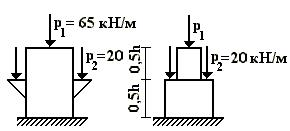 p₁ = 65 кН/м
p₂=20
0,5h
0,5h
p₁
p₂=20 кН/м